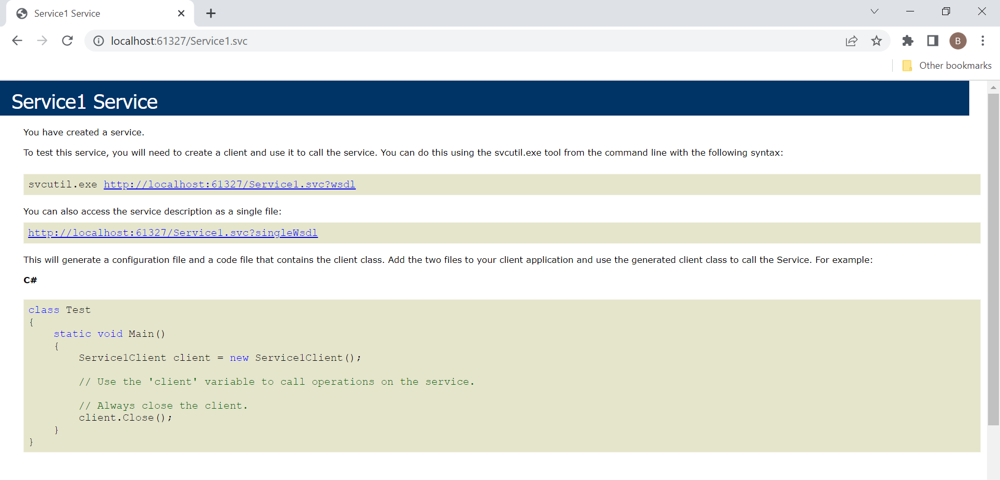 Service1 Service
localhost:61327/Service1.svc
B
Other bookmarks
Service1 Service
You have created a service.
To test this service, you will need to create a client and use it to call the service. You can do this using the svcutil.exe tool from the command line with the following syntax:
svcutil.exe http://localhost:61327/Service1.svc?wsdl
You can also access the service description as a single file:
http://localhost:61327/Service1.svc?singleWsdl
This will generate a configuration file and a code file that contains the client class. Add the two files to your client application and use the generated client class to call the Service. For example:
C#
class Test
{
    static void Main()
    {
        Service1Client client = new Service1Client();
        // Use the 'client' variable to call operations on the service.
        // Always close the client.
        client.Close();
    }
}